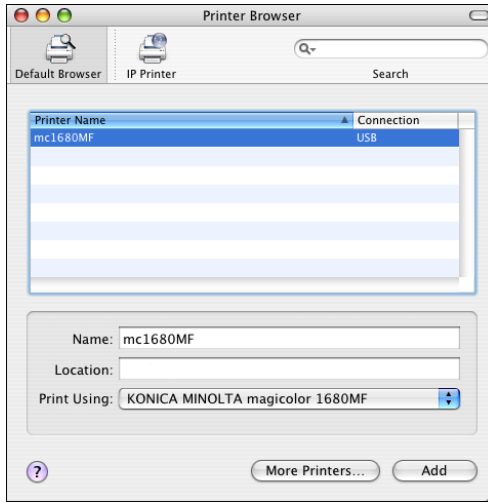 Printer Browser
Default Browser IP Printer Search
Printer Name Connection
mc1680MF USB
Name: mc1680MF
Location:
Print Using: KONICA MINOLTA magicolor 1680MF
? More Printers... Add